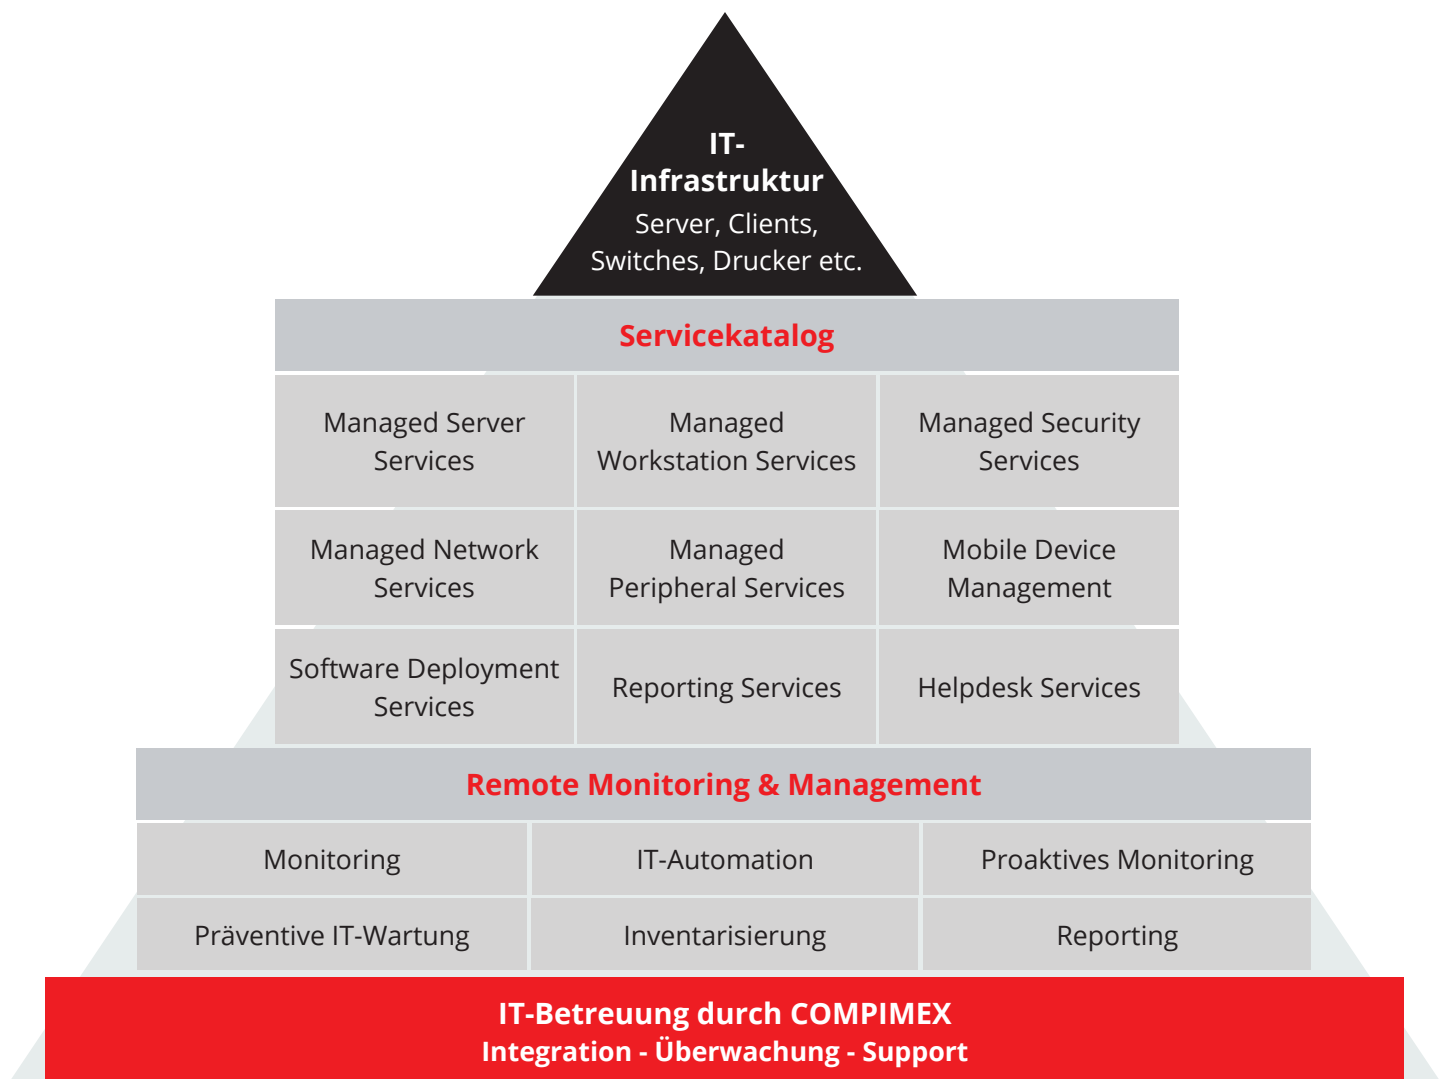 IT-
Infrastruktur
Server, Clients,
Switches, Drucker etc.
Servicekatalog
Managed Server
Services
Managed
Workstation Services
Managed Security
Services
Managed Network
Services
Managed
Peripheral Services
Mobile Device
Management
Software Deployment
Services
Reporting Services
Helpdesk Services
Remote Monitoring & Management
Monitoring
IT-Automation
Proaktives Monitoring
Präventive IT-Wartung
Inventarisierung
Reporting
IT-Betreuung durch COMPIMEX
Integration - Überwachung - Support